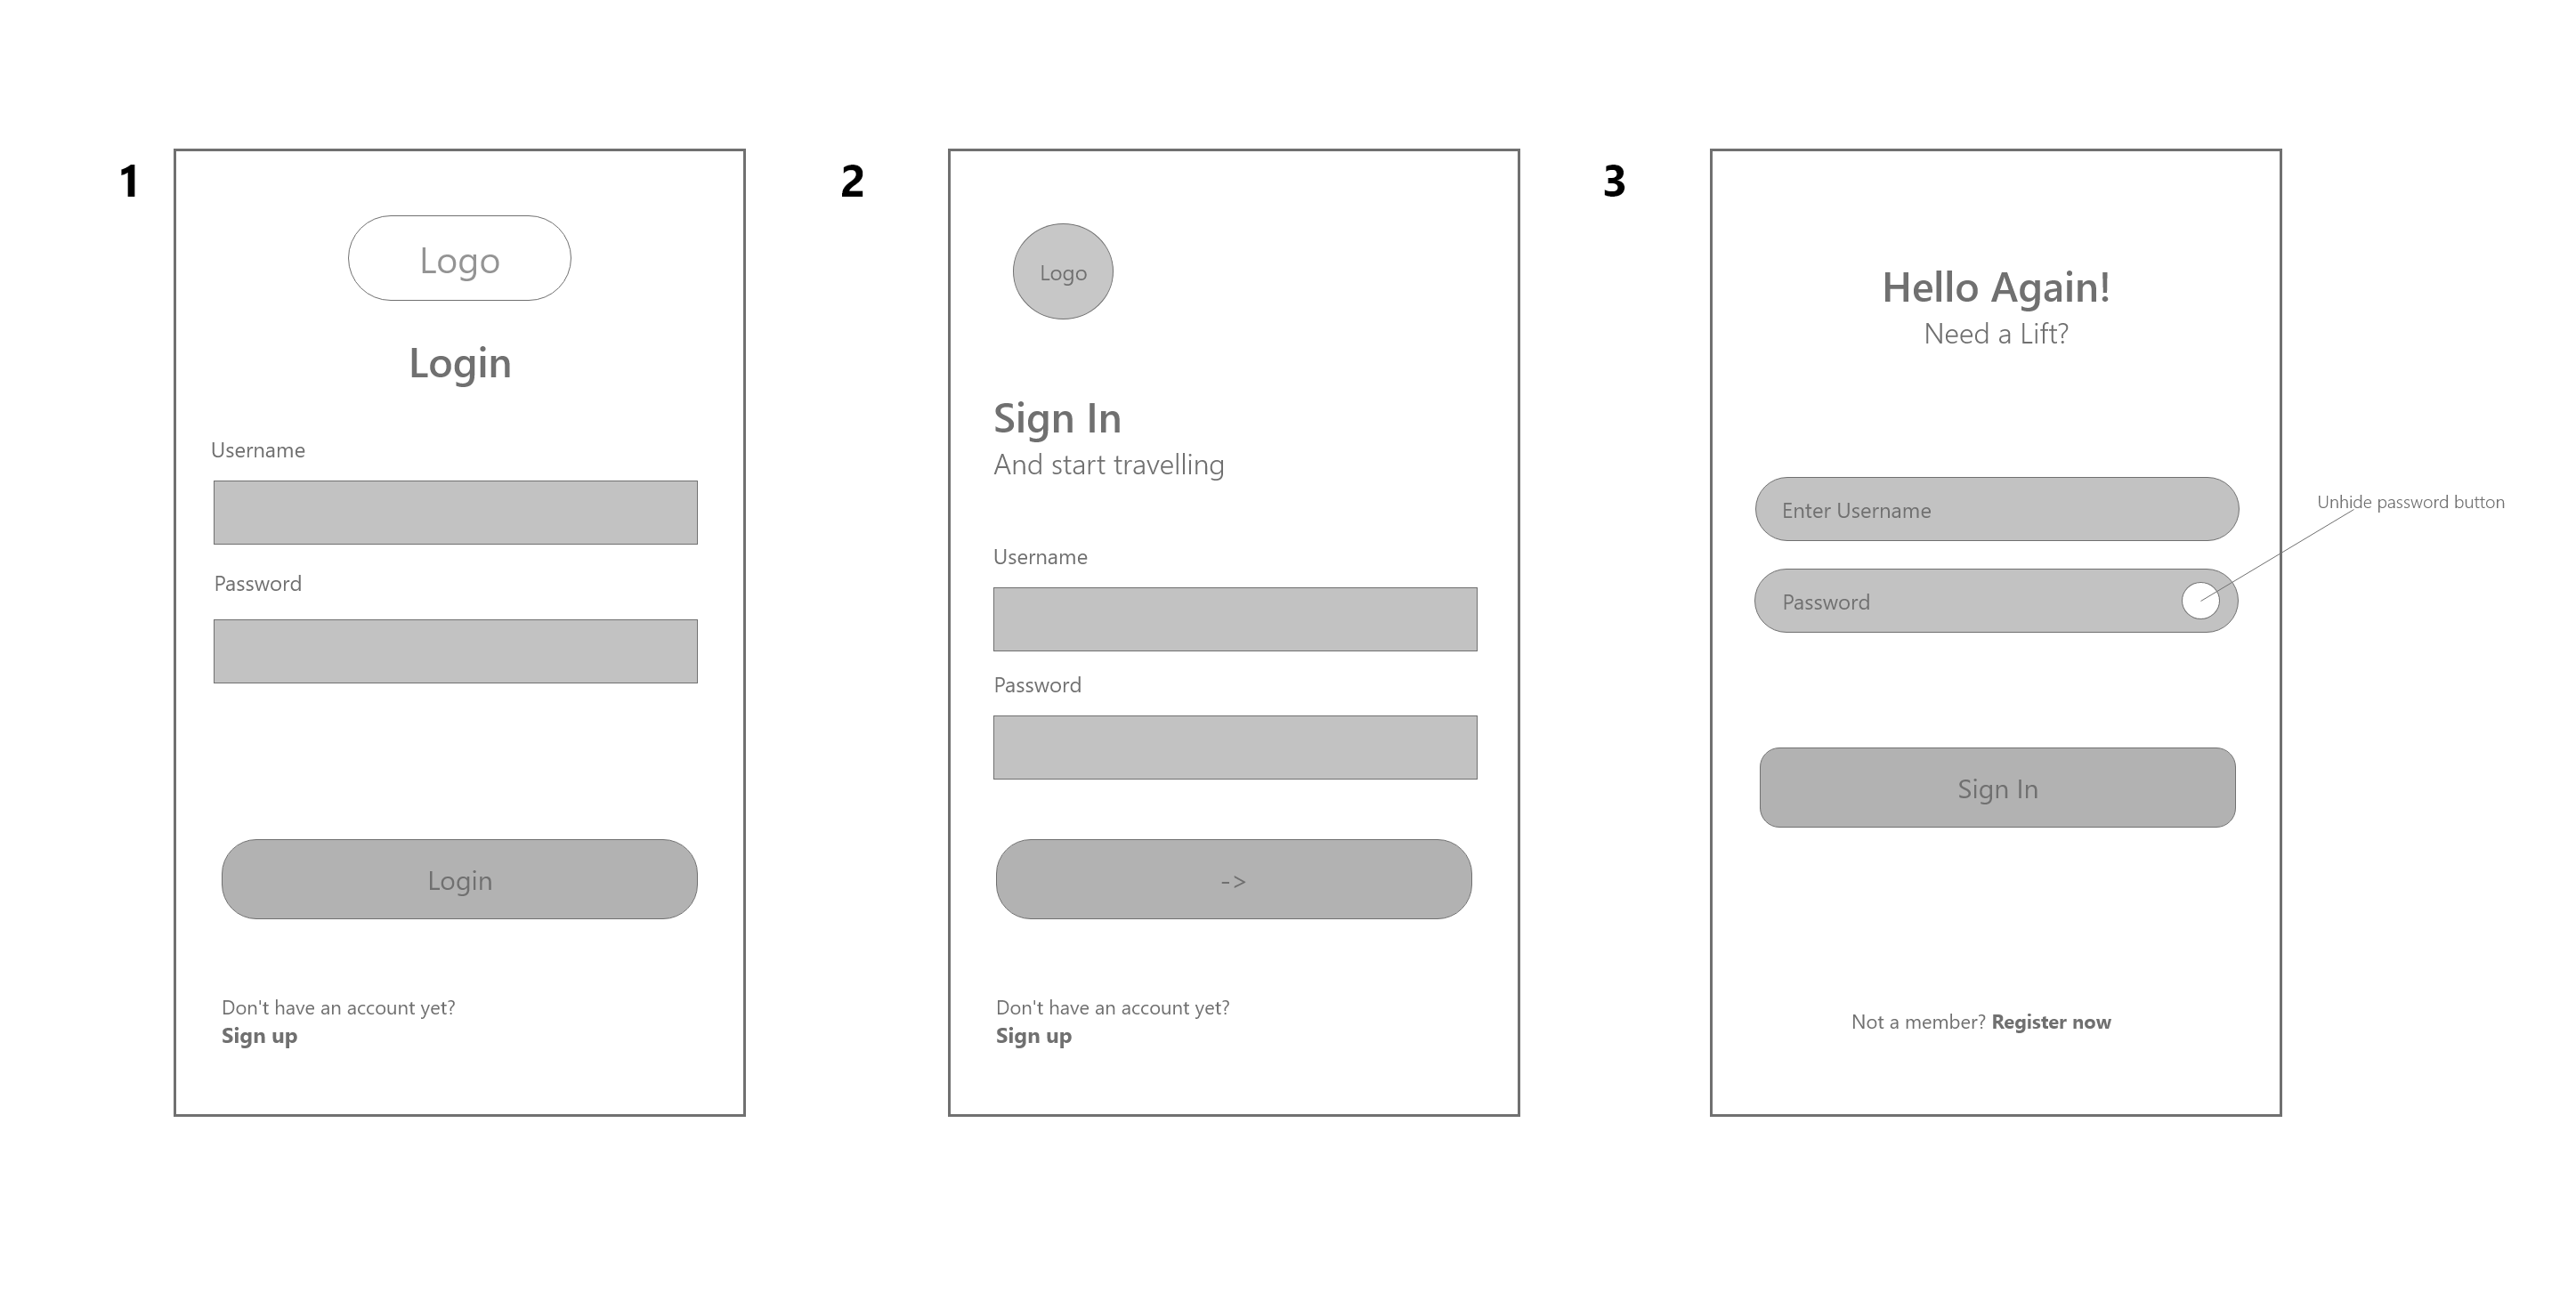 1
Logo
Login
Username
Password
Login
Don't have an account yet?
Sign up
2
Logo
Sign In
And start travelling
Username
Password
->
Don't have an account yet?
Sign up
3
Hello Again!
Need a Lift?
Enter Username
Unhide password button
Password
Sign In
Not a member? Register now